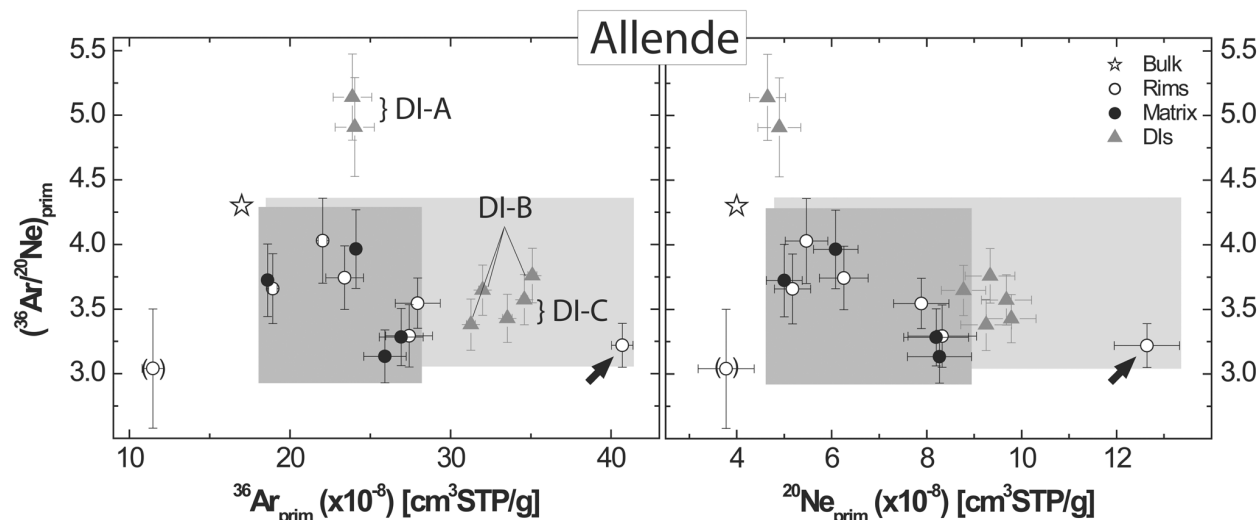 Allende
5.5
5.0
4.5
4.0
3.5
3.0
(³⁶Ar/²⁰Ne)prim
} DI-A
DI-B
} DI-C
( )
10
20
30
40
³⁶Arprim (x10⁻⁸) [cm³STP/g]
Bulk
Rims
Matrix
DIs
( )
5.5
5.0
4.5
4.0
3.5
3.0
4
6
8
10
12
²⁰Neprim (x10⁻⁸) [cm³STP/g]